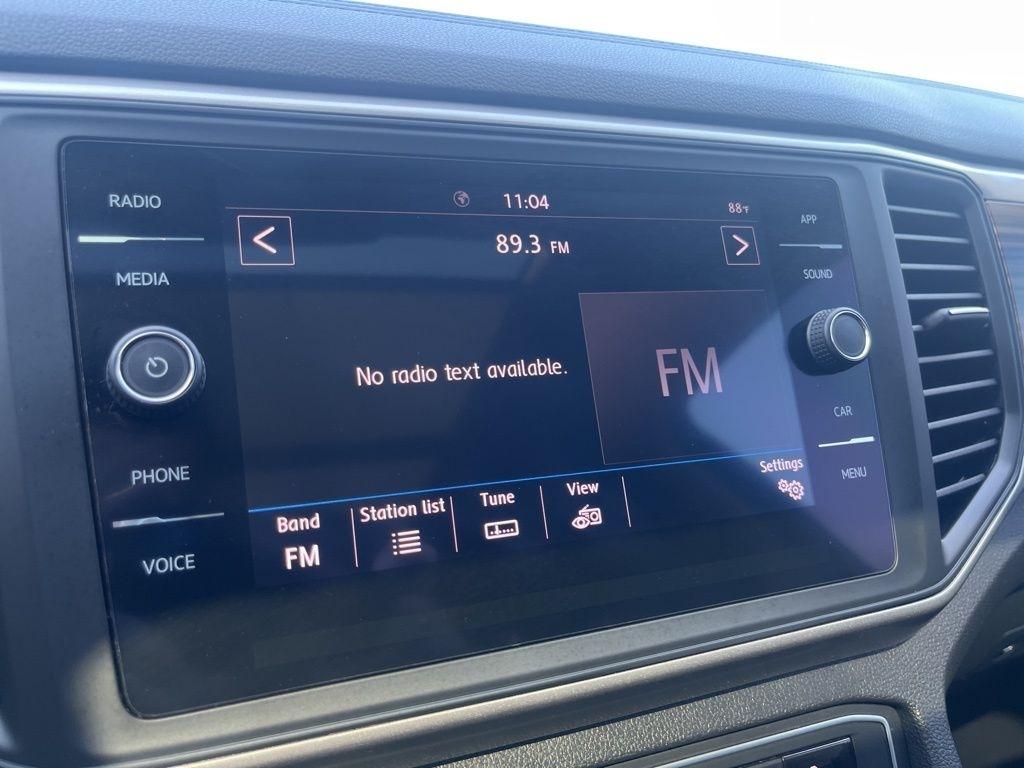 RADIO
MEDIA
PHONE
VOICE
11:04
88°F
89.3 FM
No radio text available.
FM
Band
FM
Station list
Tune
View
Settings
APP
SOUND
CAR
MENU